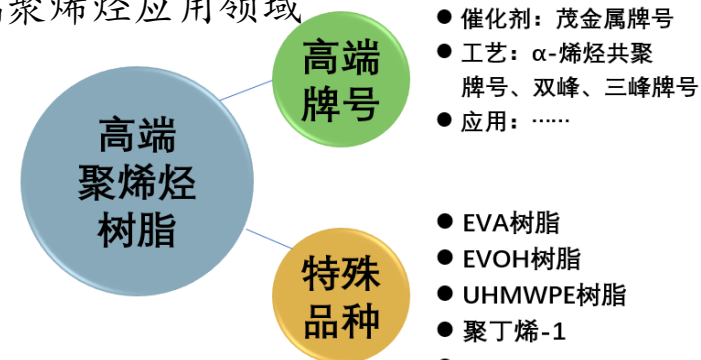 聚烯烃应用领域
高端
聚烯烃
树脂
高端
牌号
● 催化剂：茂金属牌号
● 工艺：α-烯烃共聚
牌号、双峰、三峰牌号
● 应用：……
特殊
品种
● EVA树脂
● EVOH树脂
● UHMWPE树脂
● 聚丁烯-1